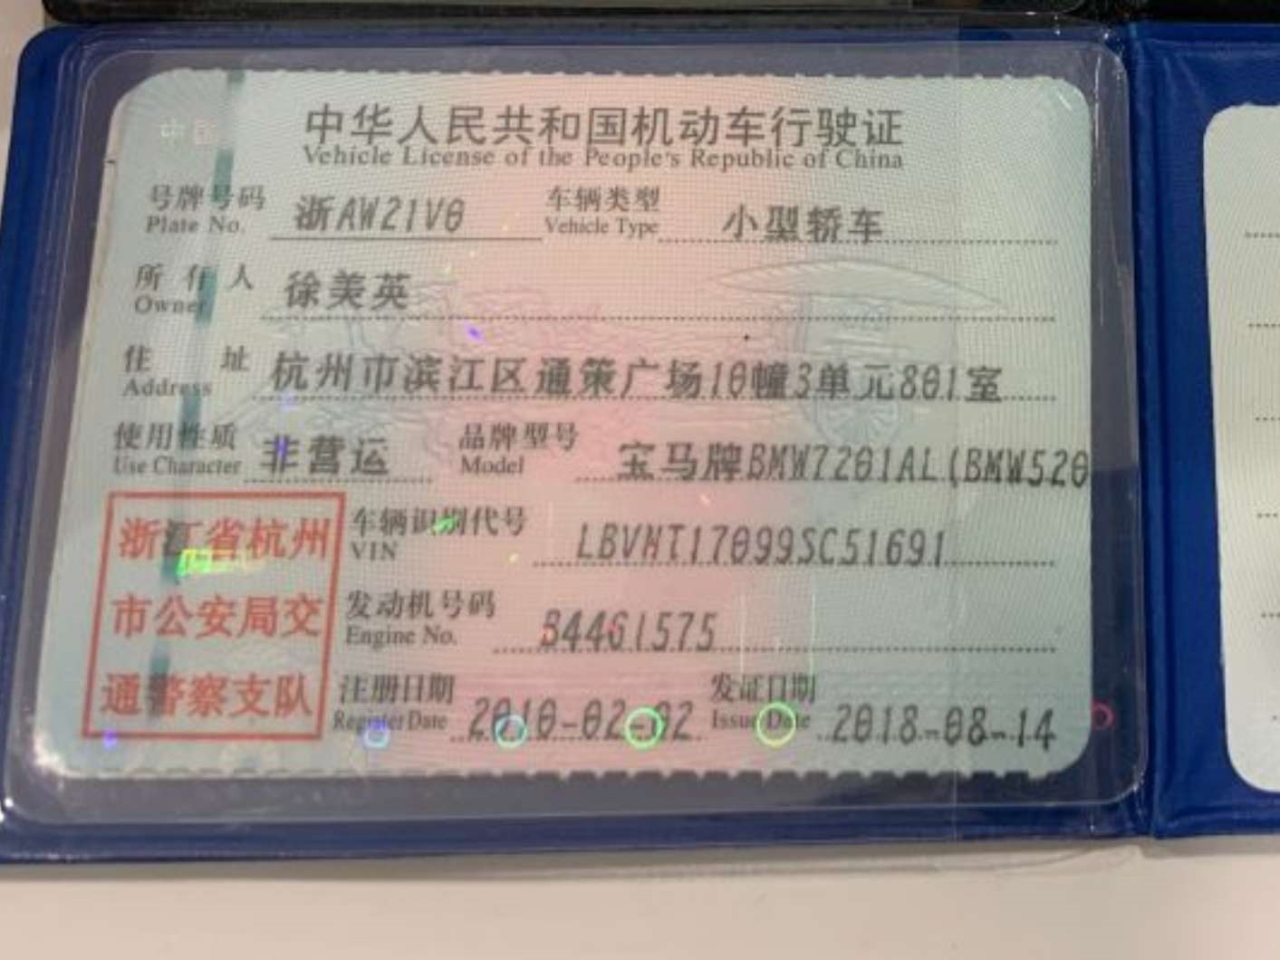 中国
中华人民共和国机动车行驶证
Vehicle License of the People's Republic of China
号牌号码 浙AW21V0 车辆类型 小型轿车
Plate No. Vehicle Type
所有人 徐美英
Owner
住址 杭州市滨江区通策广场10幢3单元801室
Address
使用性质 非营运 品牌型号 宝马牌BMW7201AL(BMW520
Use Character Model
浙江省杭州
市公安局交
通警察支队
车辆识别代号 LBVHT17099SC51691
VIN
发动机号码 B4461575
Engine No.
注册日期 2010-02-02 发证日期 2018-08-14
Register Date Issue Date